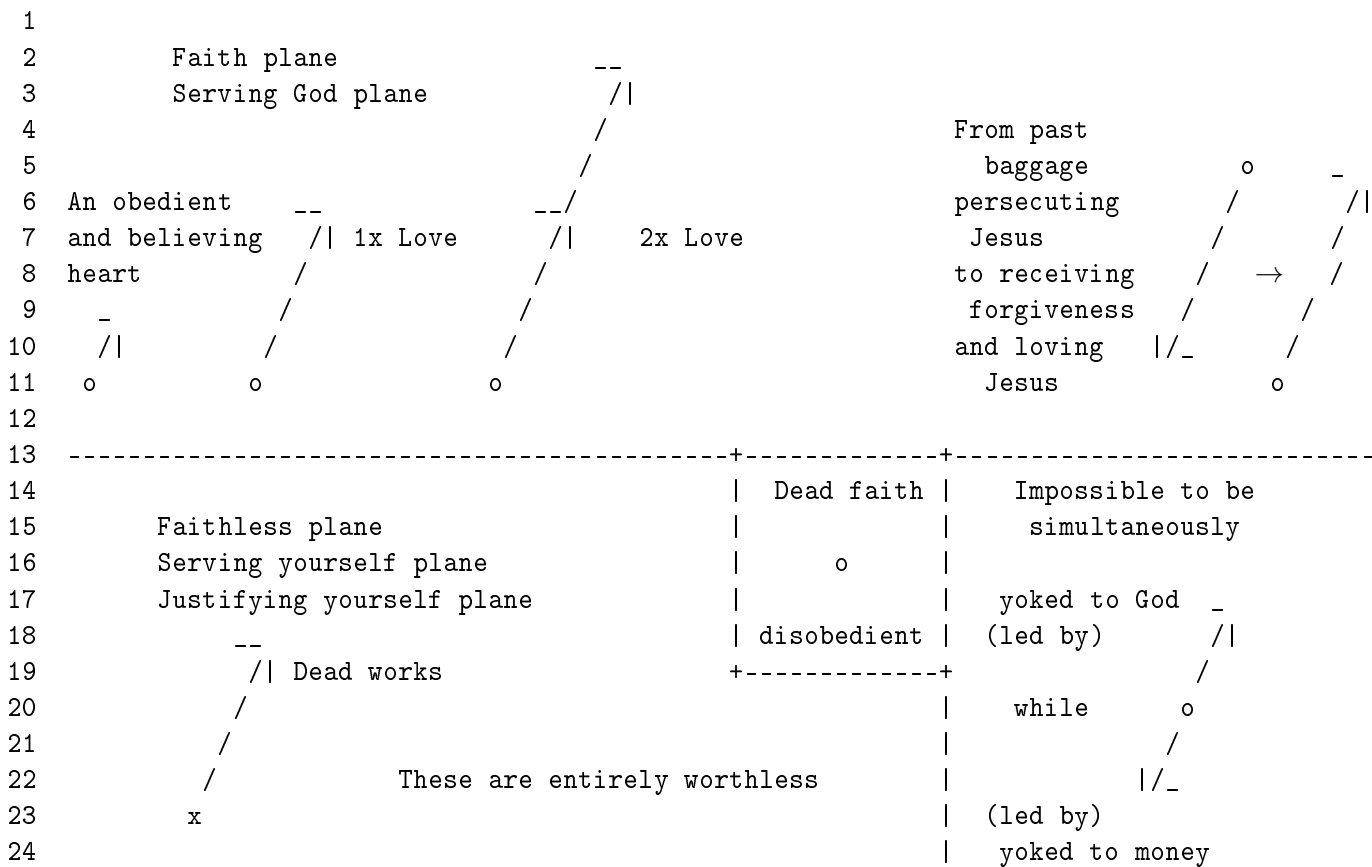 1
2 Faith plane __
3 Serving God plane /|
4 / From past
5 / baggage o _
6 An obedient __ __/ persecuting / /|
7 and believing /| 1x Love /| 2x Love Jesus / /
8 heart / / to receiving / → /
9 _ / / forgiveness / /
10 /| / / and loving |/_ /
11 o o o Jesus o
12
13 --------------------------------------------+-------------+----------------------------
14 | Dead faith | Impossible to be
15 Faithless plane | | simultaneously
16 Serving yourself plane | o |
17 Justifying yourself plane | | yoked to God _
18 __ | disobedient | (led by) /|
19 /| Dead works +-------------+ /
20 / | while o
21 / | /
22 / These are entirely worthless | |/_
23 x | (led by)
24 | yoked to money